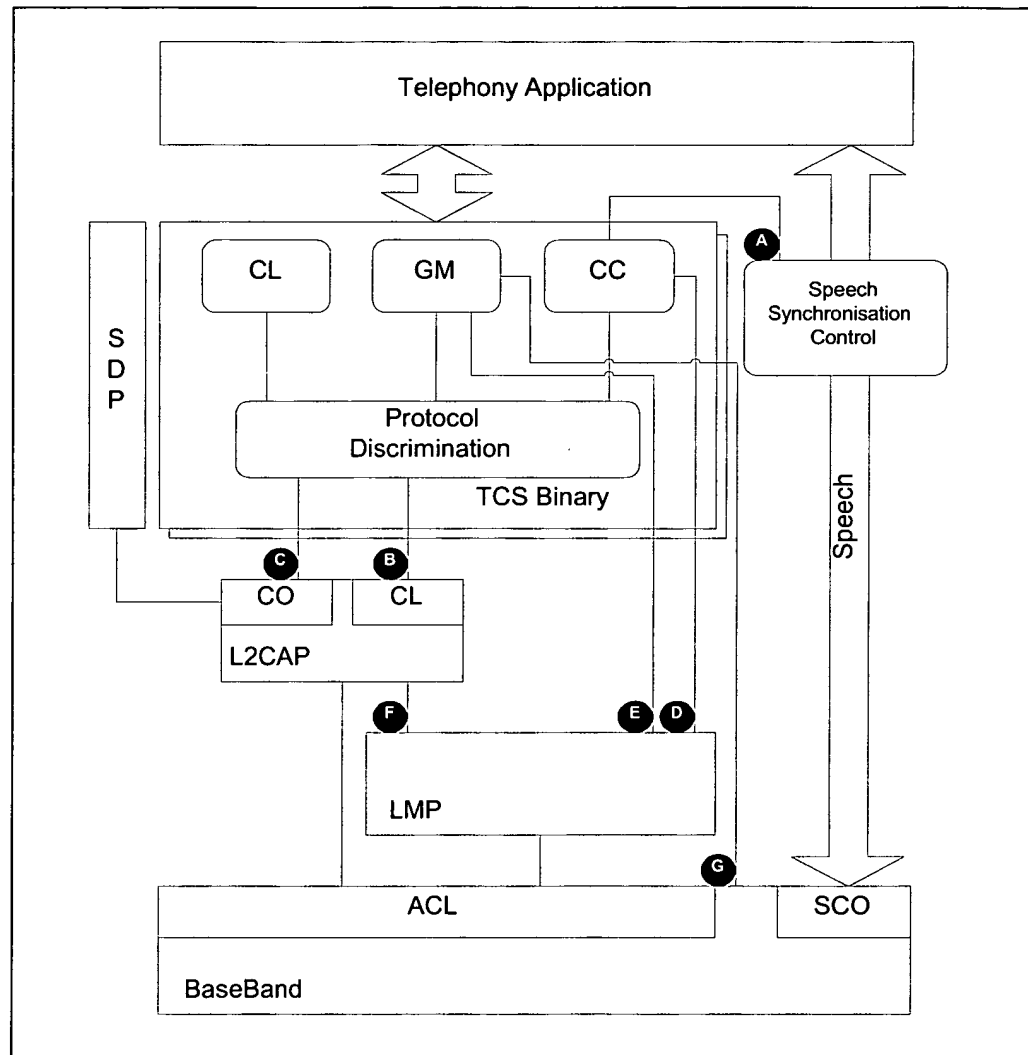 Telephony Application
CL
GM
CC
A
Speech
Synchronisation
Control
S
D
P
Protocol
Discrimination
TCS Binary
Speech
C
B
CO
CL
L2CAP
F
E
D
LMP
G
ACL
SCO
BaseBand